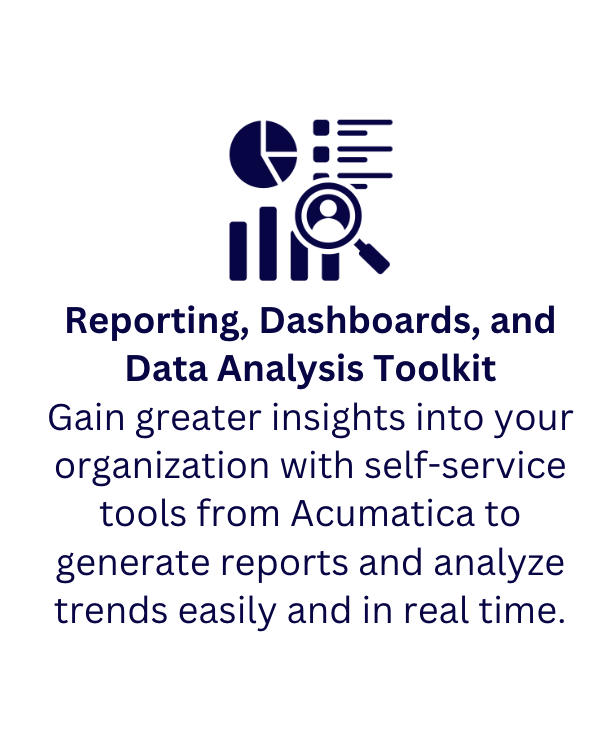 Reporting, Dashboards, and
Data Analysis Toolkit
Gain greater insights into your
organization with self-service
tools from Acumatica to
generate reports and analyze
trends easily and in real time.